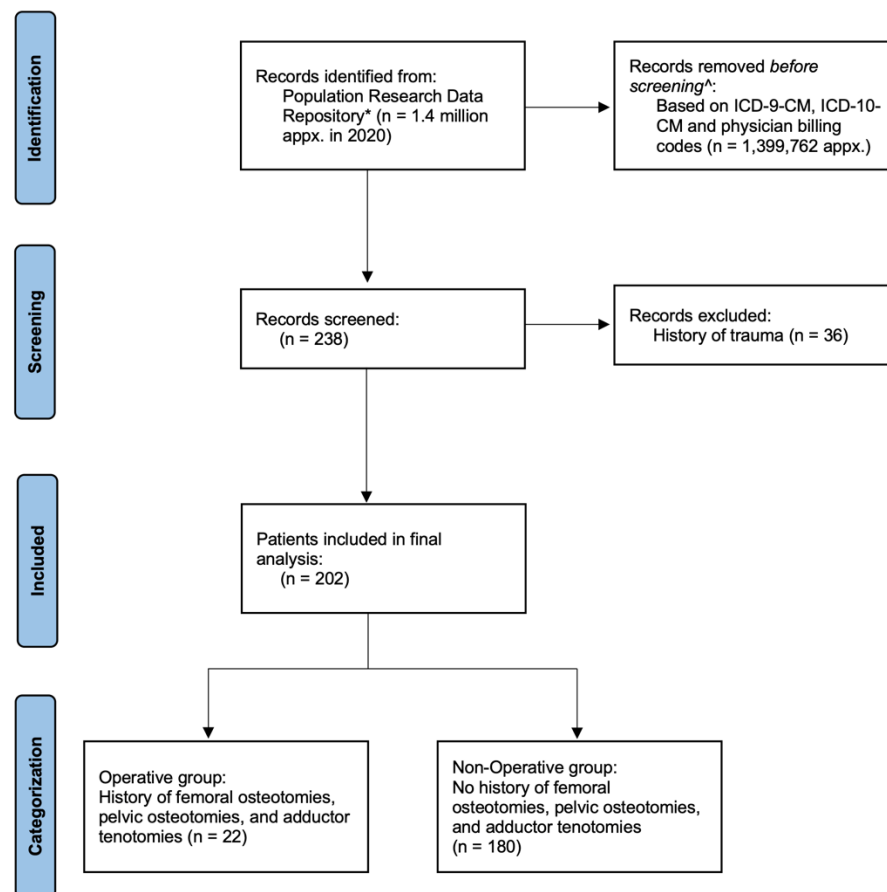 Identification
Records identified from:
Population Research Data
Repository* (n = 1.4 million
appx. in 2020)
Records removed before
screening^:
Based on ICD-9-CM, ICD-10-
CM and physician billing
codes (n = 1,399,762 appx.)
Screening
Records screened:
(n = 238)
Records excluded:
History of trauma (n = 36)
Included
Patients included in final
analysis:
(n = 202)
Categorization
Operative group:
History of femoral osteotomies,
pelvic osteotomies, and adductor
tenotomies (n = 22)
Non-Operative group:
No history of femoral
osteotomies, pelvic osteotomies,
and adductor tenotomies
(n = 180)